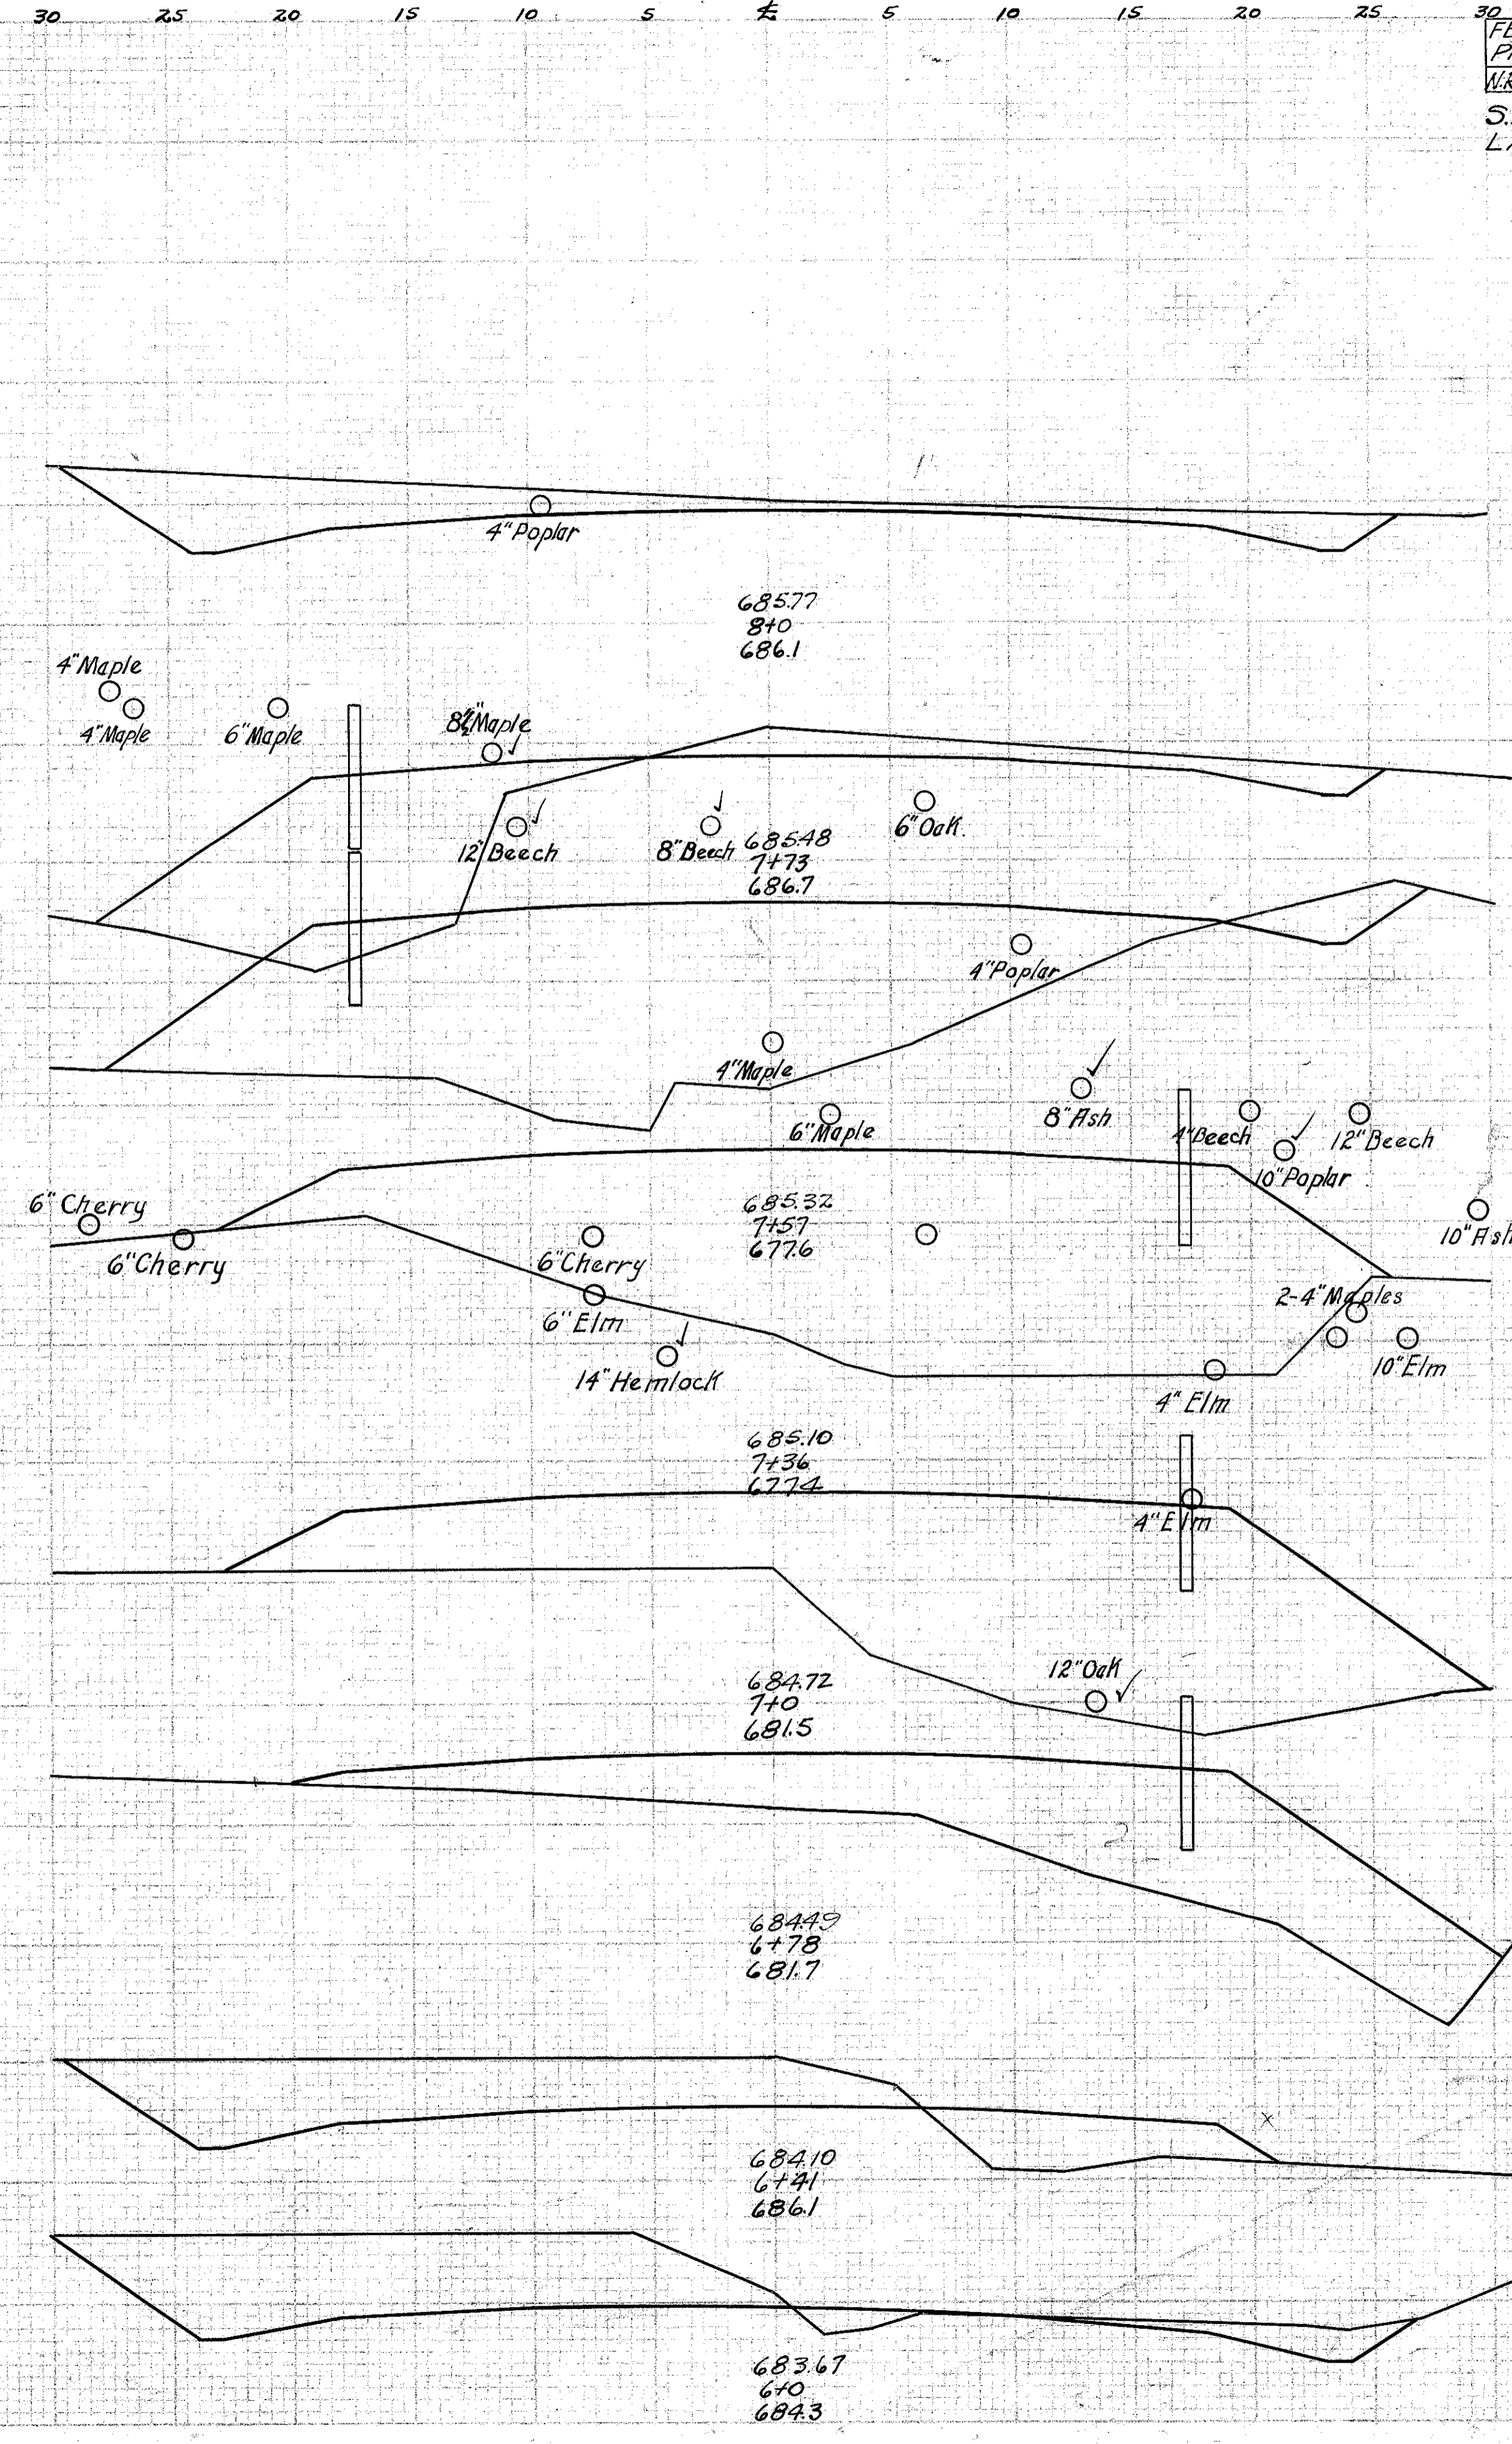 30 25 20 15 10 5 ℄ 5 10 15 20 25 30
4" Poplar
685.77
8+0
686.1
4" Maple
4" Maple
6" Maple
12" Beech
8" Beech
6" Oak
685.48
7+73
686.7
4" Poplar
4" Maple
6" Maple
8" Ash
4" Beech
12" Beech
10" Poplar
6" Cherry
6" Cherry
6" Cherry
685.32
7+57
677.6
10" Ash
6" Elm
2-4" Maples
14" Hemlock
10" Elm
4" Elm
685.10
7+36
677.4
4" Elm
12" Oak
684.72
7+0
681.5
684.49
6+78
681.7
684.10
6+41
686.1
683.67
6+0
684.3